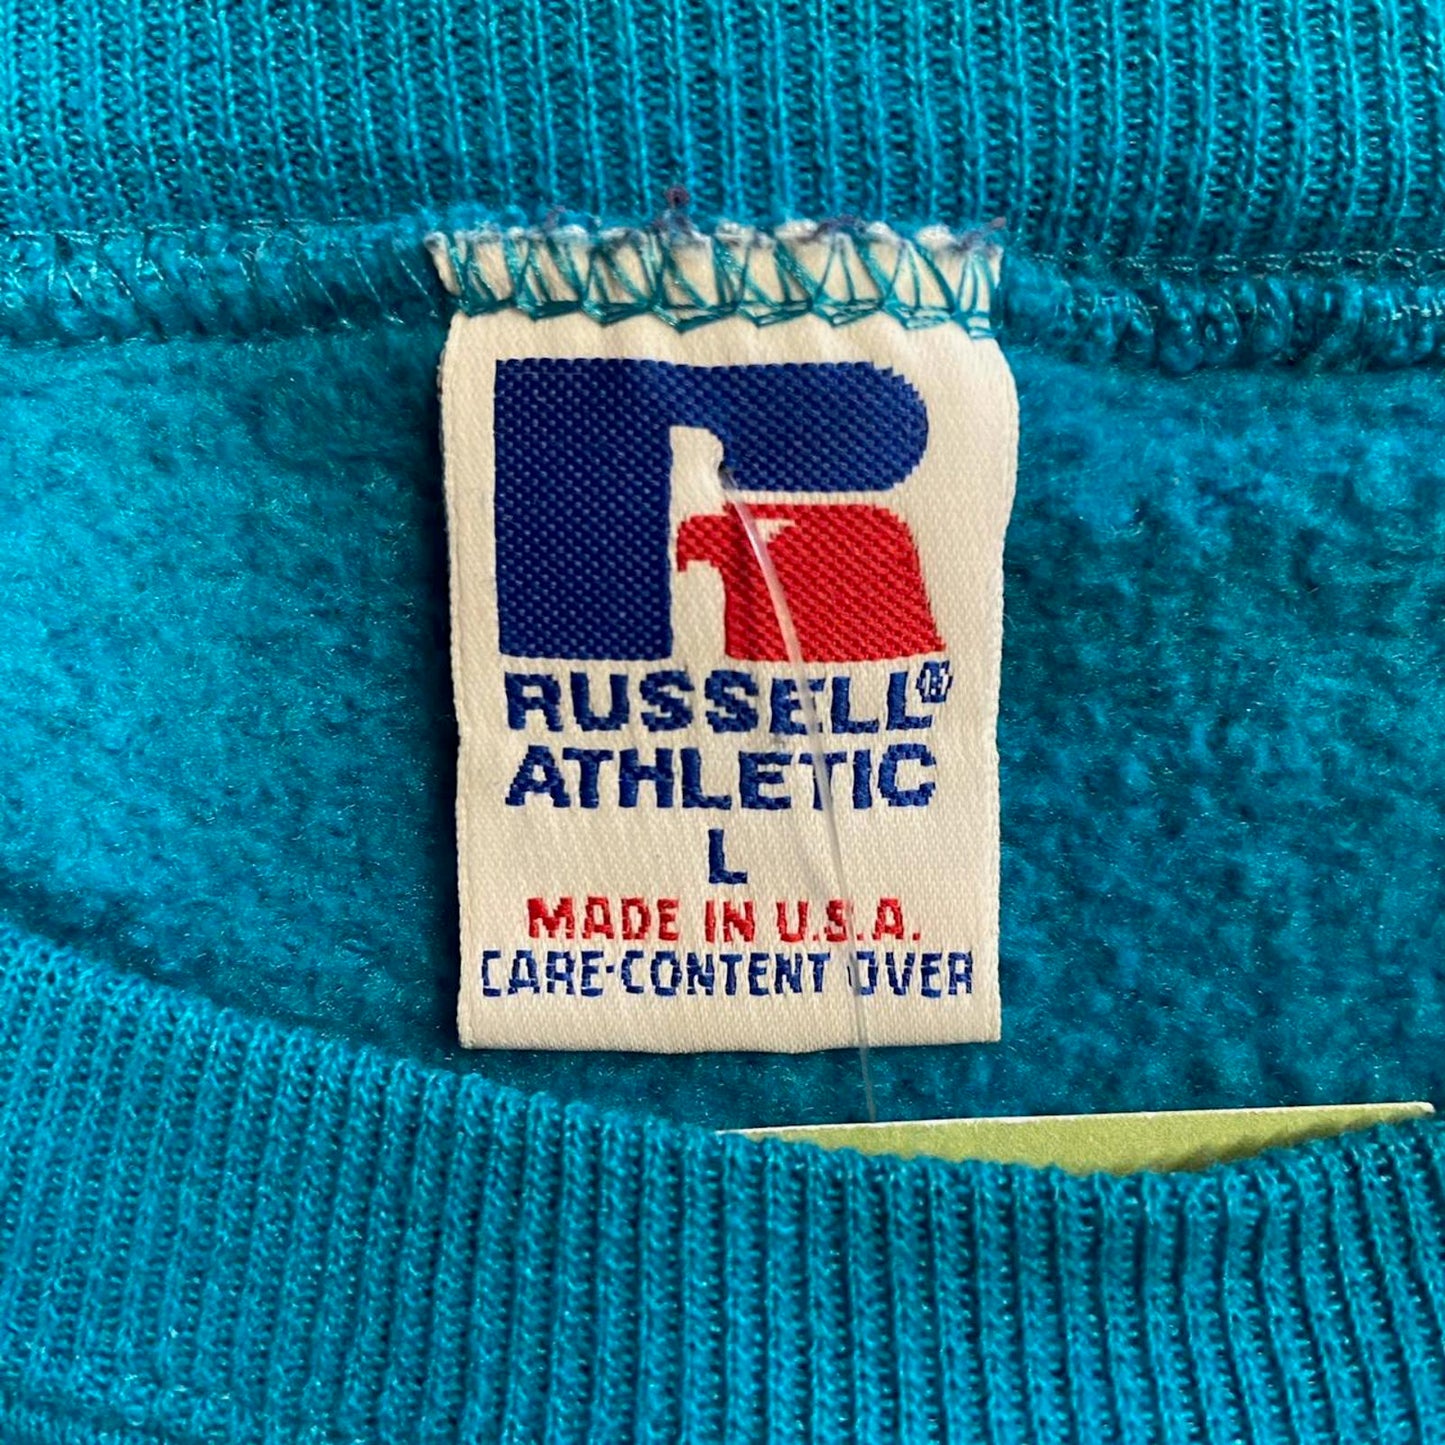 RUSSELL®
ATHLETIC
L
MADE IN U.S.A.
CARE-CONTENT OVER